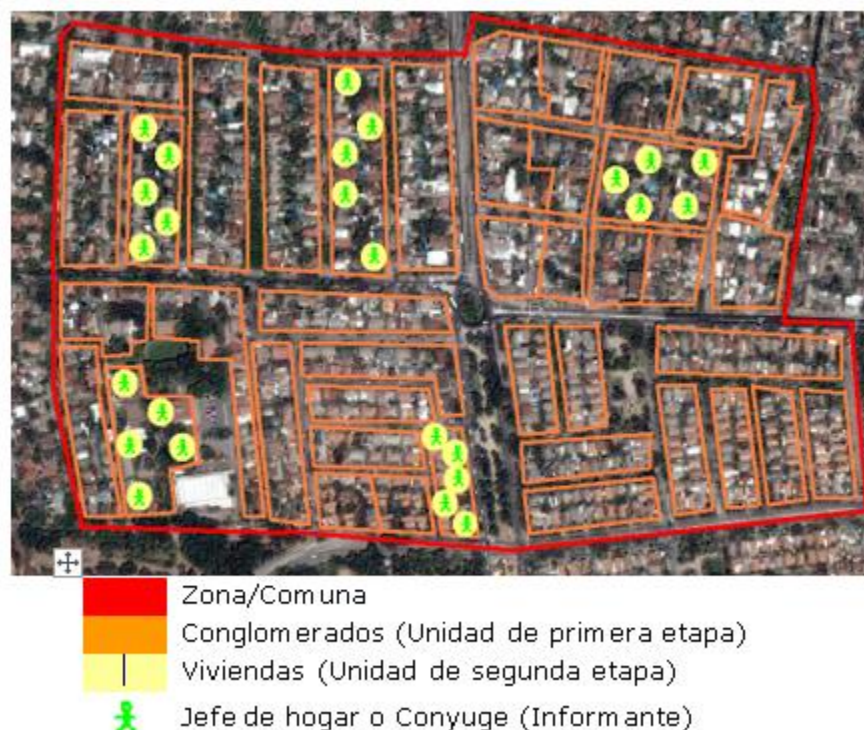 Zona/Comuna
Conglomerados (Unidad de primera etapa)
Viviendas (Unidad de segunda etapa)
Jefe de hogar o Conyuge (Informante)